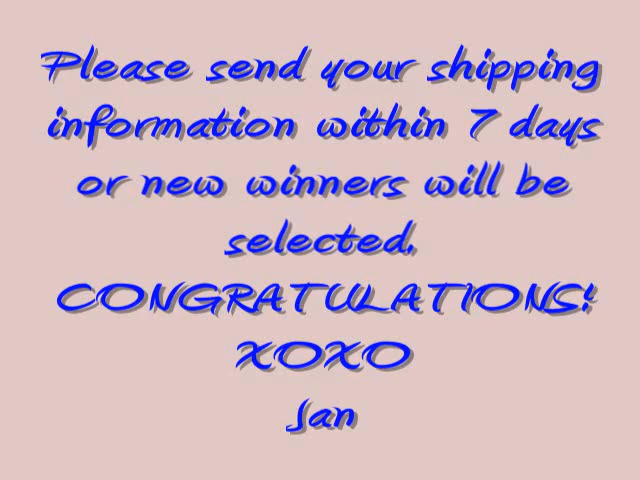 Please send your shipping
information within 7 days
or new winners will be
selected.
CONGRATULATIONS!
XOXO
Jan